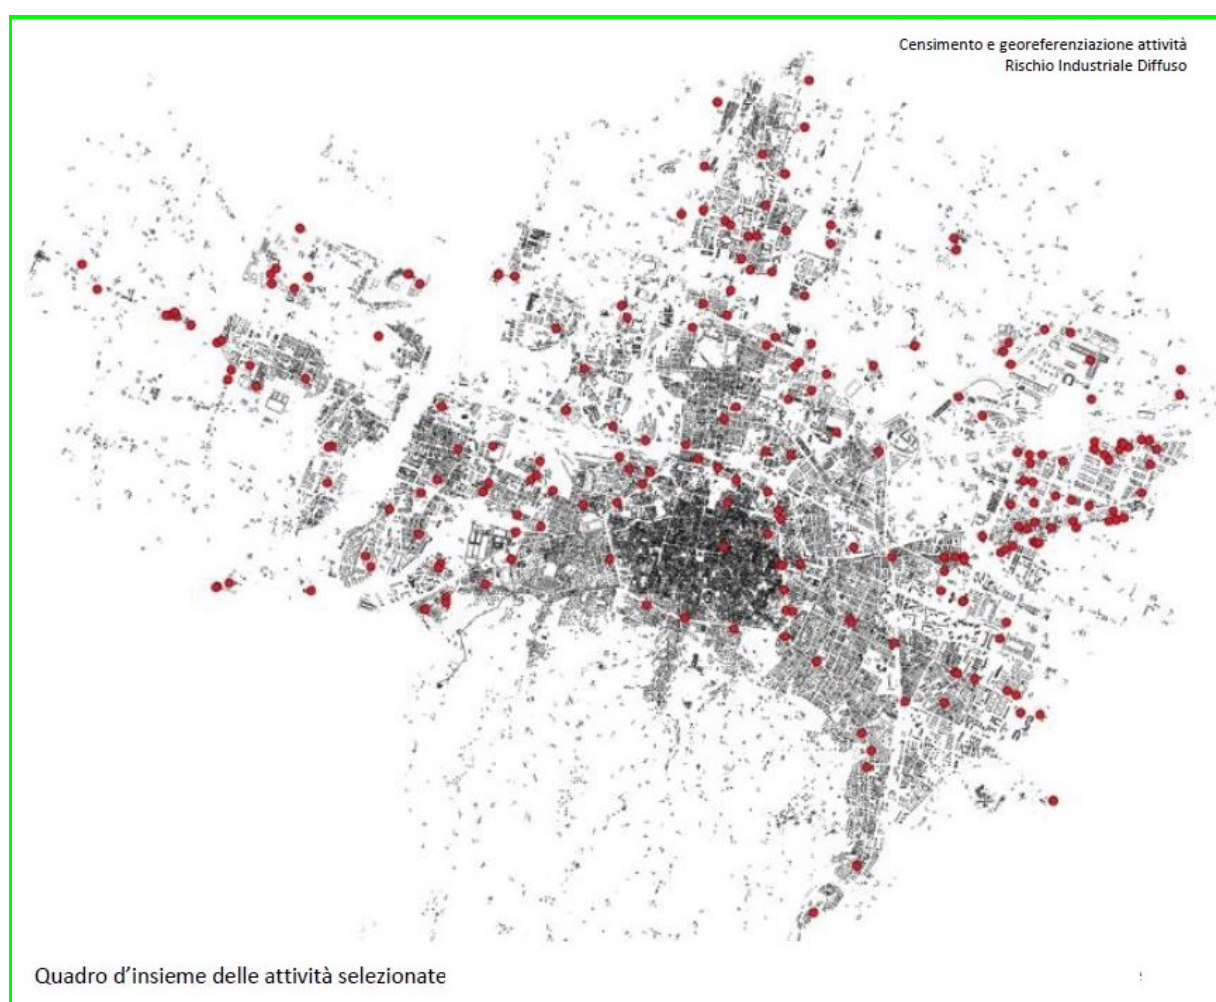 Censimento e georeferenziazione attività
Rischio Industriale Diffuso
Quadro d'insieme delle attività selezionate